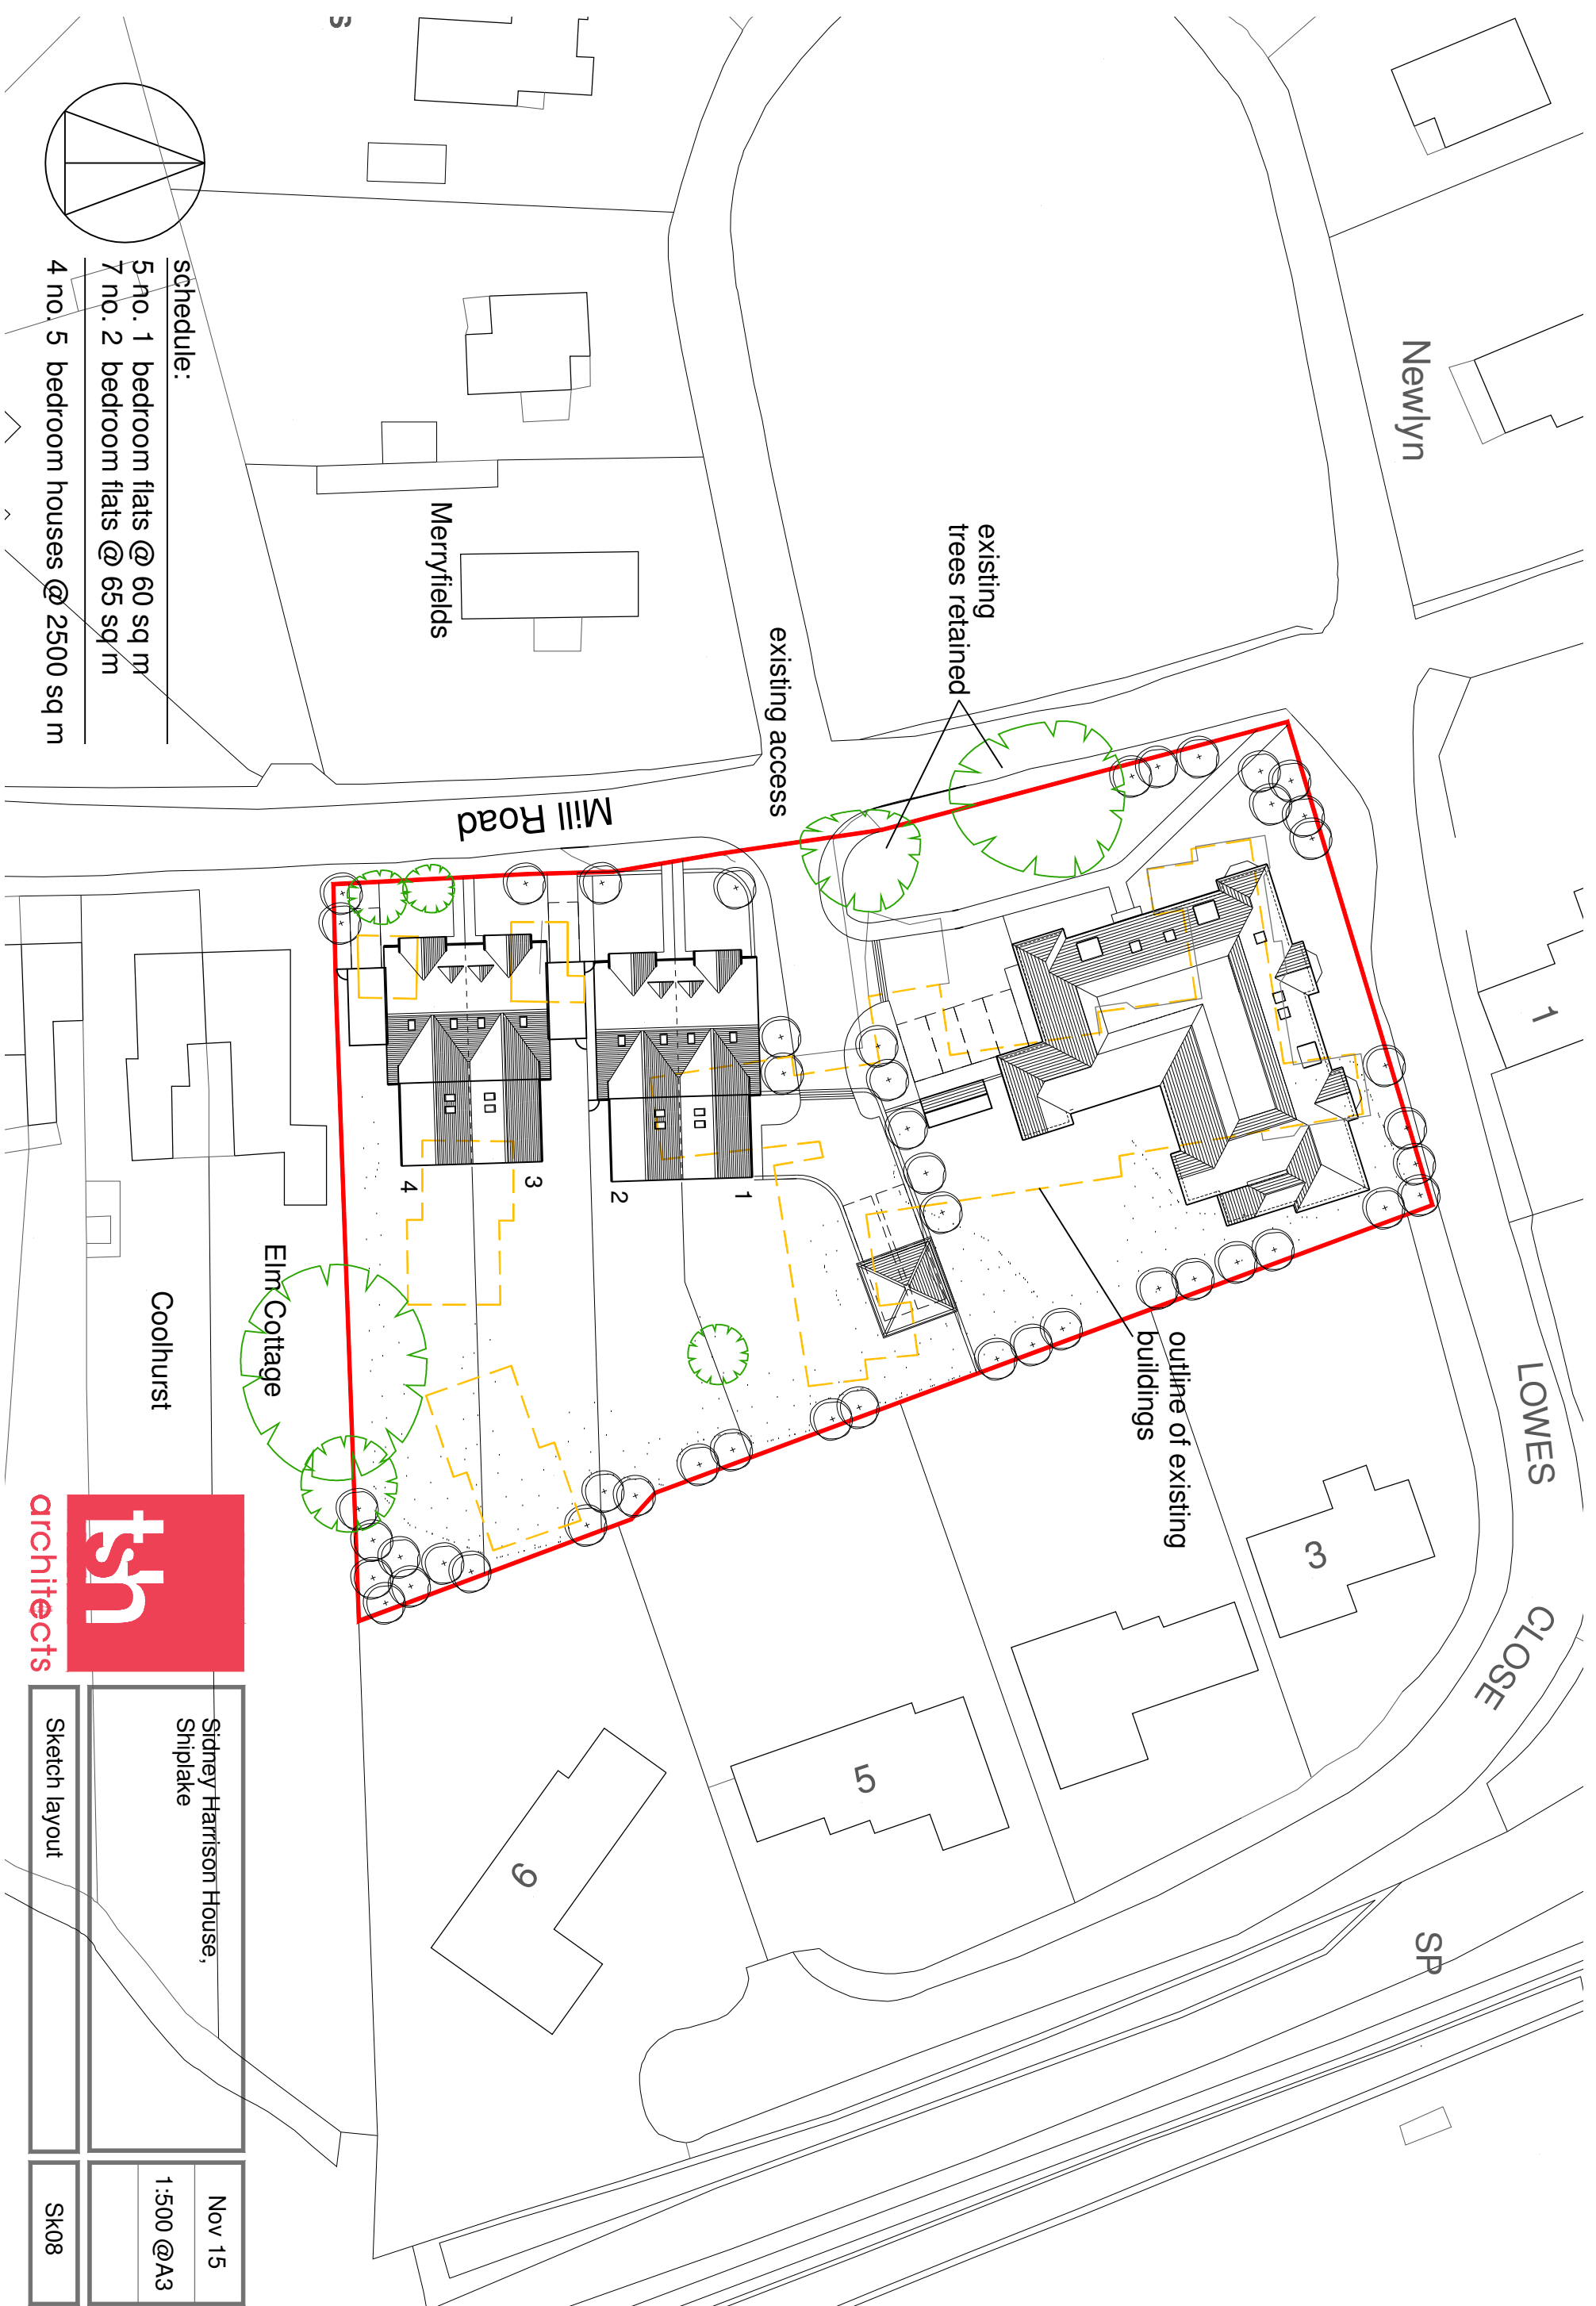 S
Newlyn
existing
trees retained
existing access
Merryfields
Mill Road
1
LOWES
CLOSE
SP
3
5
6
outline of existing
buildings
1
2
3
4
Elm Cottage
Coolhurst
schedule:
5 no. 1 bedroom flats @ 60 sq m
7 no. 2 bedroom flats @ 65 sq m
4 no. 5 bedroom houses @ 2500 sq m
tsh
architects
Sidney Harrison House,
Shiplake
Sketch layout
Nov 15
1:500 @A3
Sk08